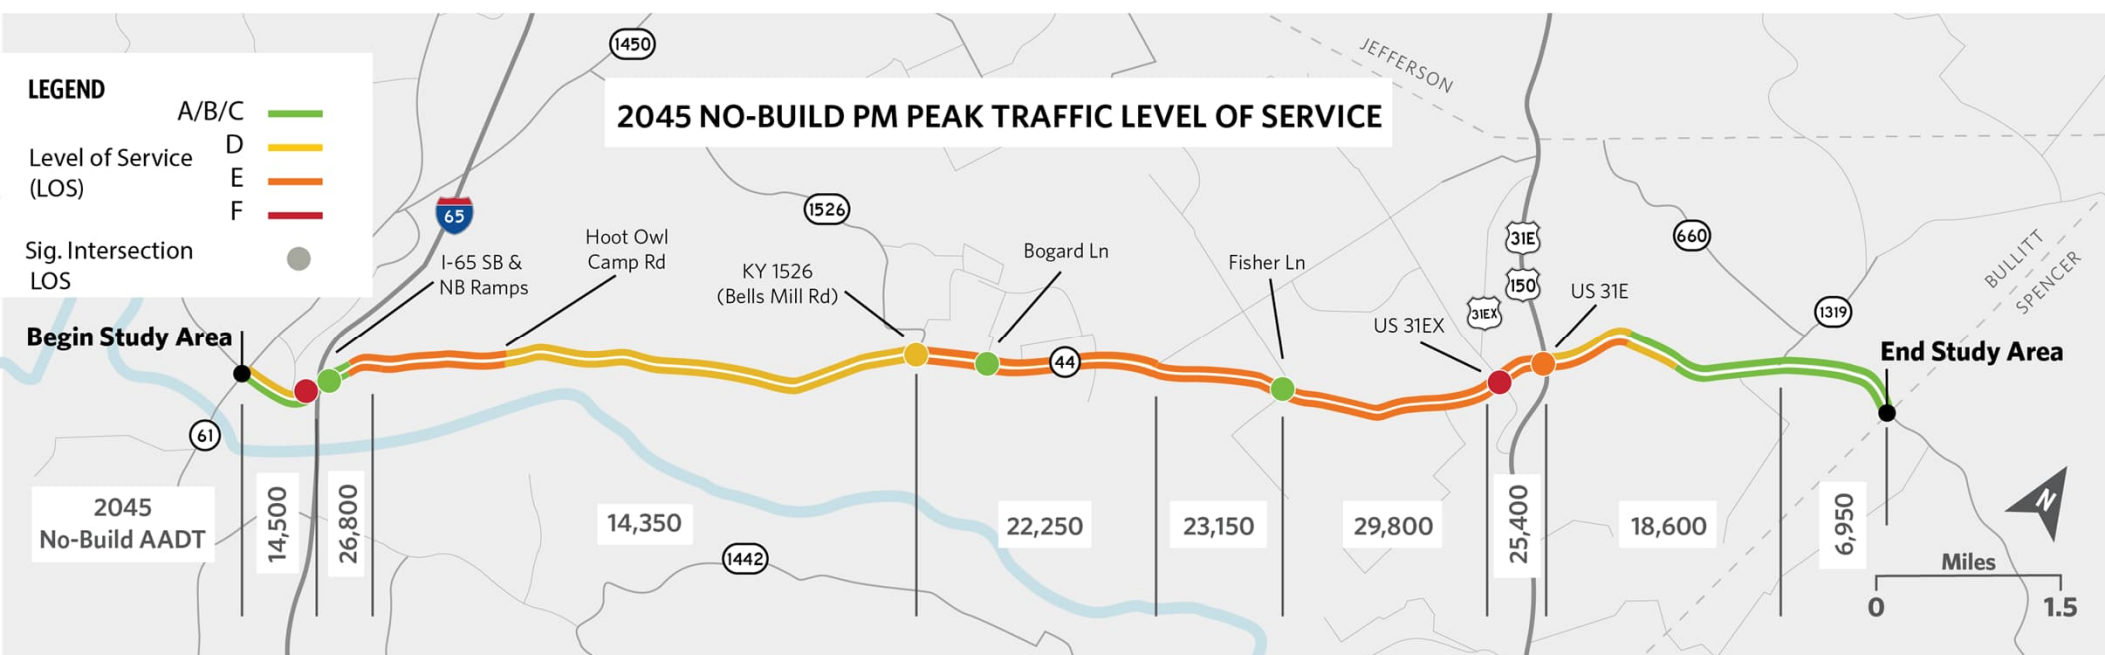 1450
JEFFERSON
LEGEND
A/B/C
D
Level of Service
(LOS)
E
F
Sig. Intersection
LOS
2045 NO-BUILD PM PEAK TRAFFIC LEVEL OF SERVICE
65
1526
31E
150
31EX
660
1319
BULLITT
SPENCER
I-65 SB &
NB Ramps
Hoot Owl
Camp Rd
KY 1526
(Bells Mill Rd)
Bogard Ln
Fisher Ln
US 31EX
US 31E
Begin Study Area
End Study Area
44
61
1442
2045
No-Build AADT
14,500
26,800
14,350
22,250
23,150
29,800
25,400
18,600
6,950
N
Miles
0
1.5